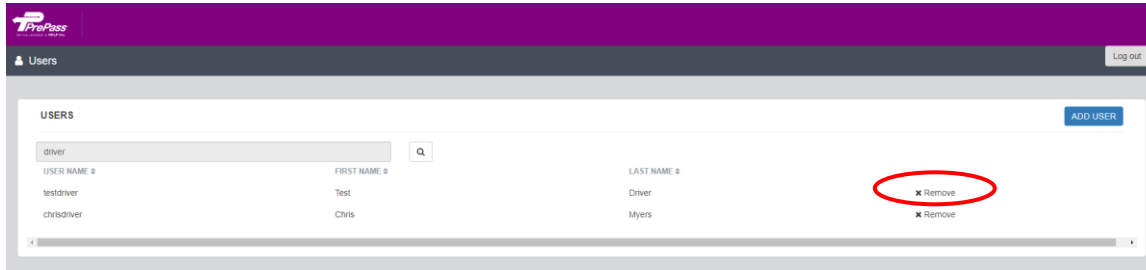 PrePass
Users
Log out
USERS
ADD USER
driver
USER NAME FIRST NAME LAST NAME
testdriver Test Driver Remove
chrisdriver Chris Myers Remove